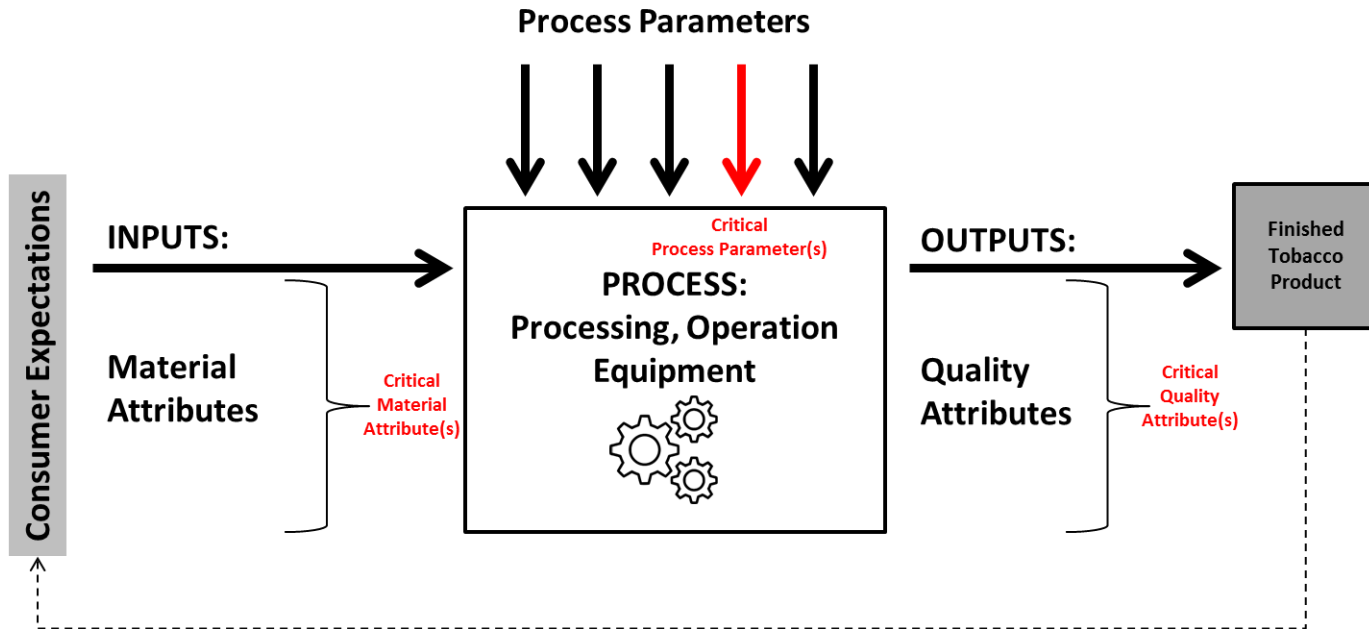 Process Parameters
Consumer Expectations
INPUTS:
Material
Attributes
Critical
Material
Attribute(s)
Critical
Process Parameter(s)
PROCESS:
Processing, Operation
Equipment
OUTPUTS:
Quality
Attributes
Critical
Quality
Attribute(s)
Finished
Tobacco
Product